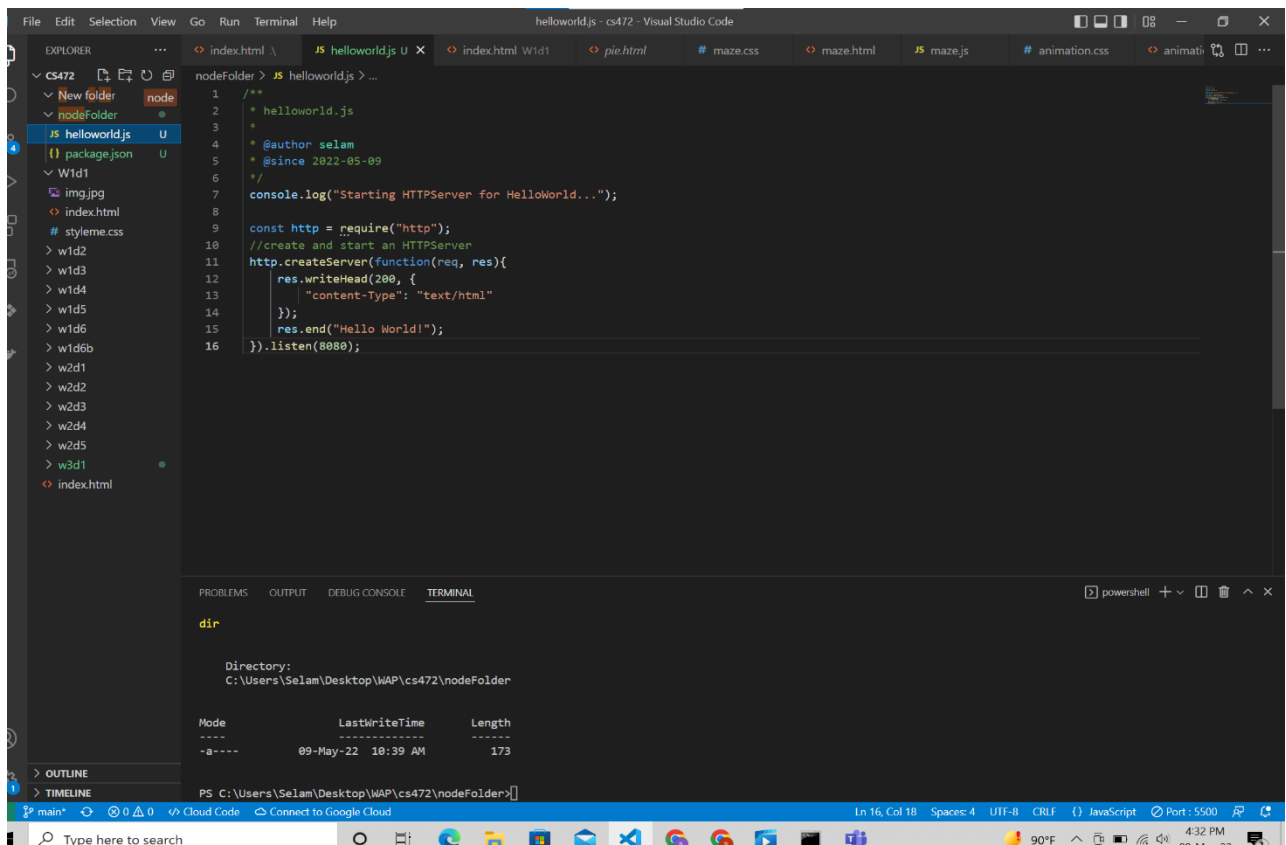 File Edit Selection View Go Run Terminal Help helloworld.js - cs472 - Visual Studio Code
EXPLORER ... index.html .\ JS helloworld.js U index.html W1d1 pie.html # maze.css maze.html JS maze.js # animation.css animati
CS472 nodeFolder > JS helloworld.js > ...
New folder
node
nodeFolder
JS helloworld.js U
{} package.json U
W1d1
img.jpg
index.html
# styleme.css
w1d2
w1d3
w1d4
w1d5
w1d6
w1d6b
w2d1
w2d2
w2d3
w2d4
w2d5
w3d1
index.html
OUTLINE
TIMELINE
4
1
1 /**
2 * helloworld.js
3 *
4 * @author selam
5 * @since 2022-05-09
6 */
7 console.log("Starting HTTPServer for HelloWorld...");
8
9 const http = require("http");
10 //create and start an HTTPServer
11 http.createServer(function(req, res){
12 res.writeHead(200, {
13 "content-Type": "text/html"
14 });
15 res.end("Hello World!");
16 }).listen(8080);
PROBLEMS OUTPUT DEBUG CONSOLE TERMINAL powershell
dir
Directory:
C:\Users\Selam\Desktop\WAP\cs472\nodeFolder
Mode LastWriteTime Length
---- ------------- ------
-a---- 09-May-22 10:39 AM 173
PS C:\Users\Selam\Desktop\WAP\cs472\nodeFolder>
main* 0 0 Cloud Code Connect to Google Cloud Ln 16, Col 18 Spaces: 4 UTF-8 CRLF {} JavaScript Port : 5500
Type here to search 90°F 4:32 PM